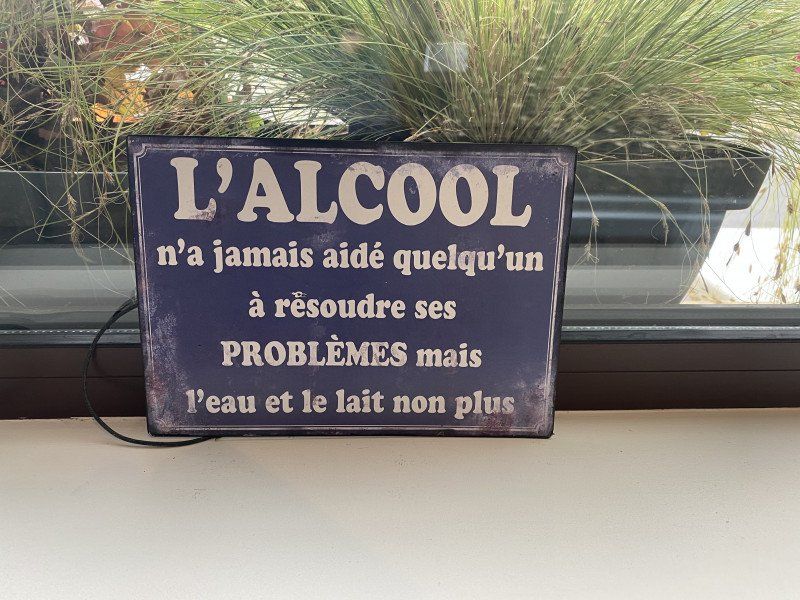 L'ALCOOL
n'a jamais aidé quelqu'un
à résoudre ses
PROBLÈMES mais
l'eau et le lait non plus